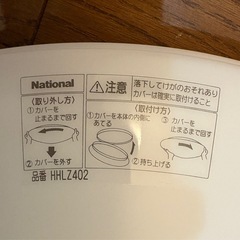 National
⚠注意
落下してけがのおそれあり
カバーは確実に取付けること
〈取り外し方〉
①カバーを
止まるまで回す
②カバーを外す
〈取付け方〉
①カバーを本体の内側に
あてる
②持ち上げる
③カバーを
止まるまで回す
品番 HHLZ402